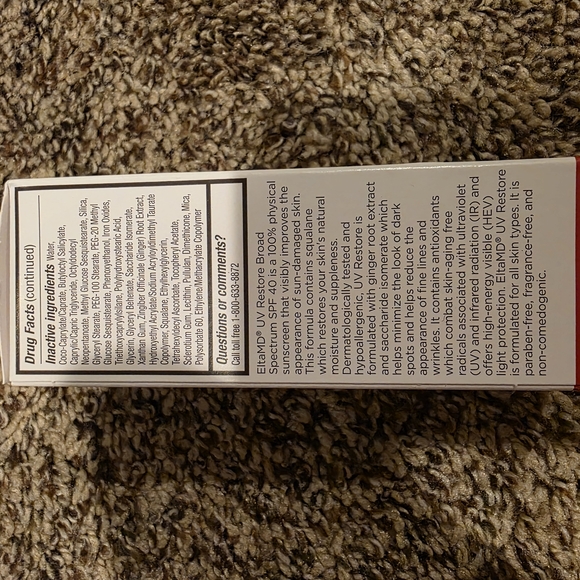 Drug Facts (continued)
Inactive ingredients Water,
Coco-Caprylate/Caprate, Butyloctyl Salicylate,
Caprylic/Capric Triglyceride, Octyldodecyl
Neopentanoate, Methyl Glucose Sesquistearate, Silica,
Glyceryl Stearate, PEG-100 Stearate, PEG-20 Methyl
Glucose Sesquistearate, Phenoxyethanol, Iron Oxides,
Triethoxycaprylylsilane, Polyhydroxystearic Acid,
Glycerin, Glyceryl Behenate, Saccharide Isomerate,
Xanthan Gum, Zingiber Officinale (Ginger) Root Extract,
Hydroxyethyl Acrylate/Sodium Acryloyldimethyl Taurate
Copolymer, Squalane, Ethylhexylglycerin,
Tetrahexyldecyl Ascorbate, Tocopheryl Acetate,
Sclerotium Gum, Lecithin, Pullulan, Dimethicone, Mica,
Polysorbate 60, Ethylene/Methacrylate Copolymer
Questions or comments?
Call toll free 1-800-633-8872
EltaMD® UV Restore Broad
Spectrum SPF 40 is a 100% physical
sunscreen that visibly improves the
appearance of sun-damaged skin.
This formula contains squalane
which restores the skin's natural
moisture and suppleness.
Dermatologically tested and
hypoallergenic, UV Restore is
formulated with ginger root extract
and saccharide isomerate which
helps minimize the look of dark
spots and helps reduce the
appearance of fine lines and
wrinkles. It contains antioxidants
which combat skin-aging free
radicals associated with ultraviolet
(UV) and infrared radiation (IR) and
offers high-energy visible (HEV)
light protection. EltaMD® UV Restore
is formulated for all skin types. It is
paraben-free, fragrance-free, and
non-comedogenic.